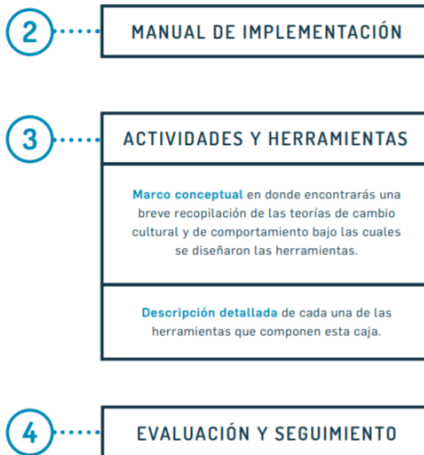 2
MANUAL DE IMPLEMENTACIÓN
3
ACTIVIDADES Y HERRAMIENTAS
Marco conceptual en donde encontrarás una
breve recopilación de las teorías de cambio
cultural y de comportamiento bajo las cuales
se diseñaron las herramientas.
Descripción detallada de cada una de las
herramientas que componen esta caja.
4
EVALUACIÓN Y SEGUIMIENTO